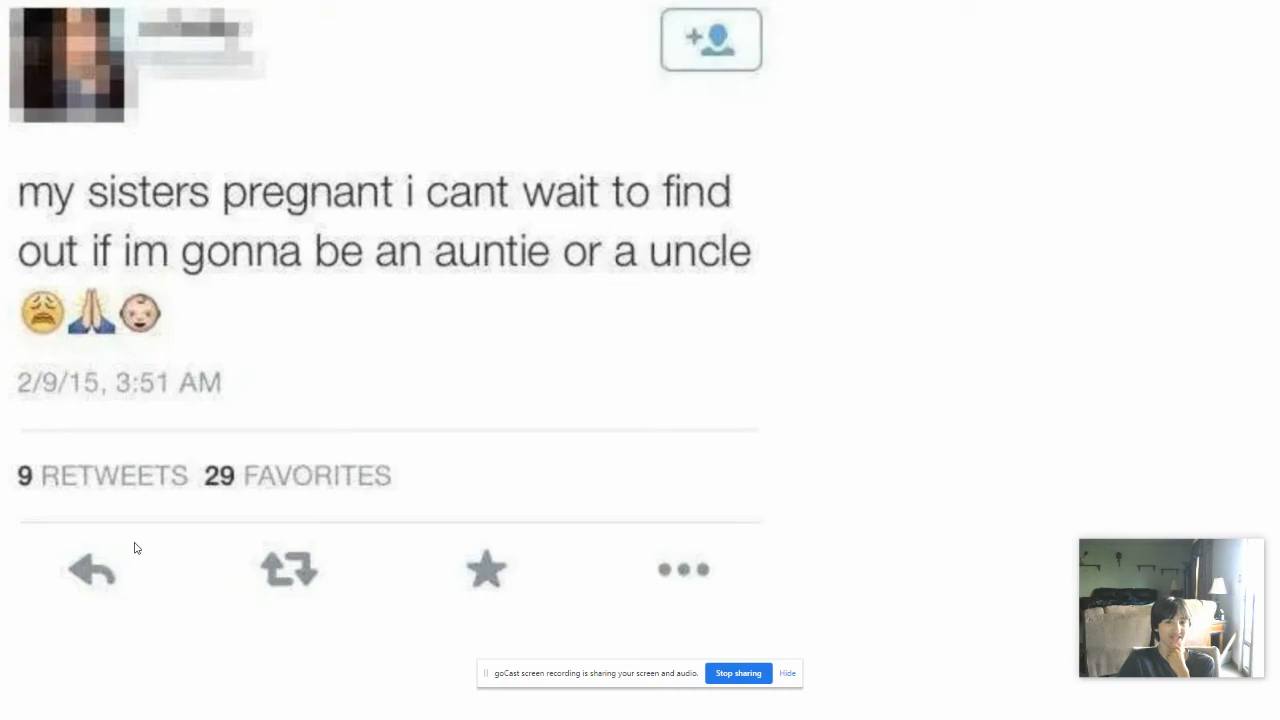 my sisters pregnant i cant wait to find
out if im gonna be an auntie or a uncle
😩🙏👶
2/9/15, 3:51 AM
9 RETWEETS 29 FAVORITES
goCast screen recording is sharing your screen and audio. Stop sharing Hide